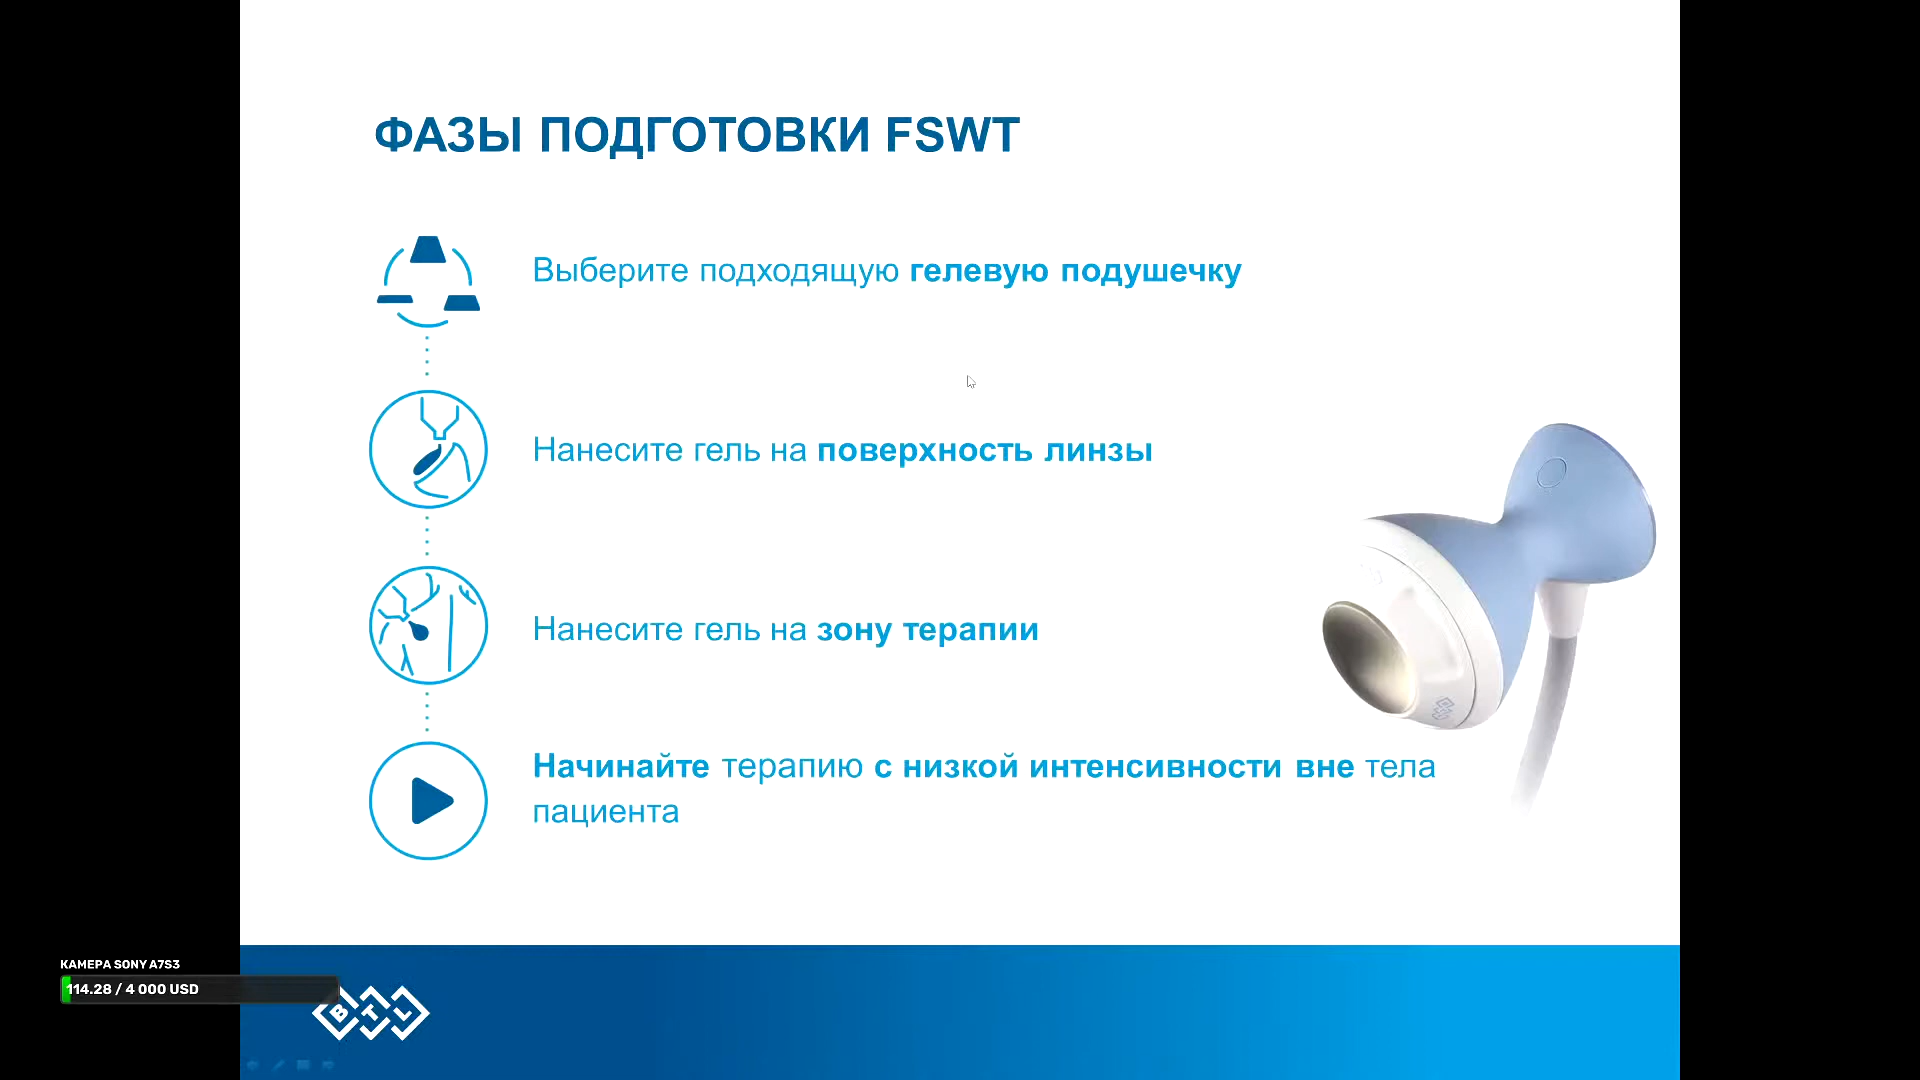 ФАЗЫ ПОДГОТОВКИ FSWT
Выберите подходящую гелевую подушечку
Нанесите гель на поверхность линзы
Нанесите гель на зону терапии
Начинайте терапию с низкой интенсивности вне тела
пациента
КАМЕРА SONY A7S3
114.28 / 4 000 USD
BTL